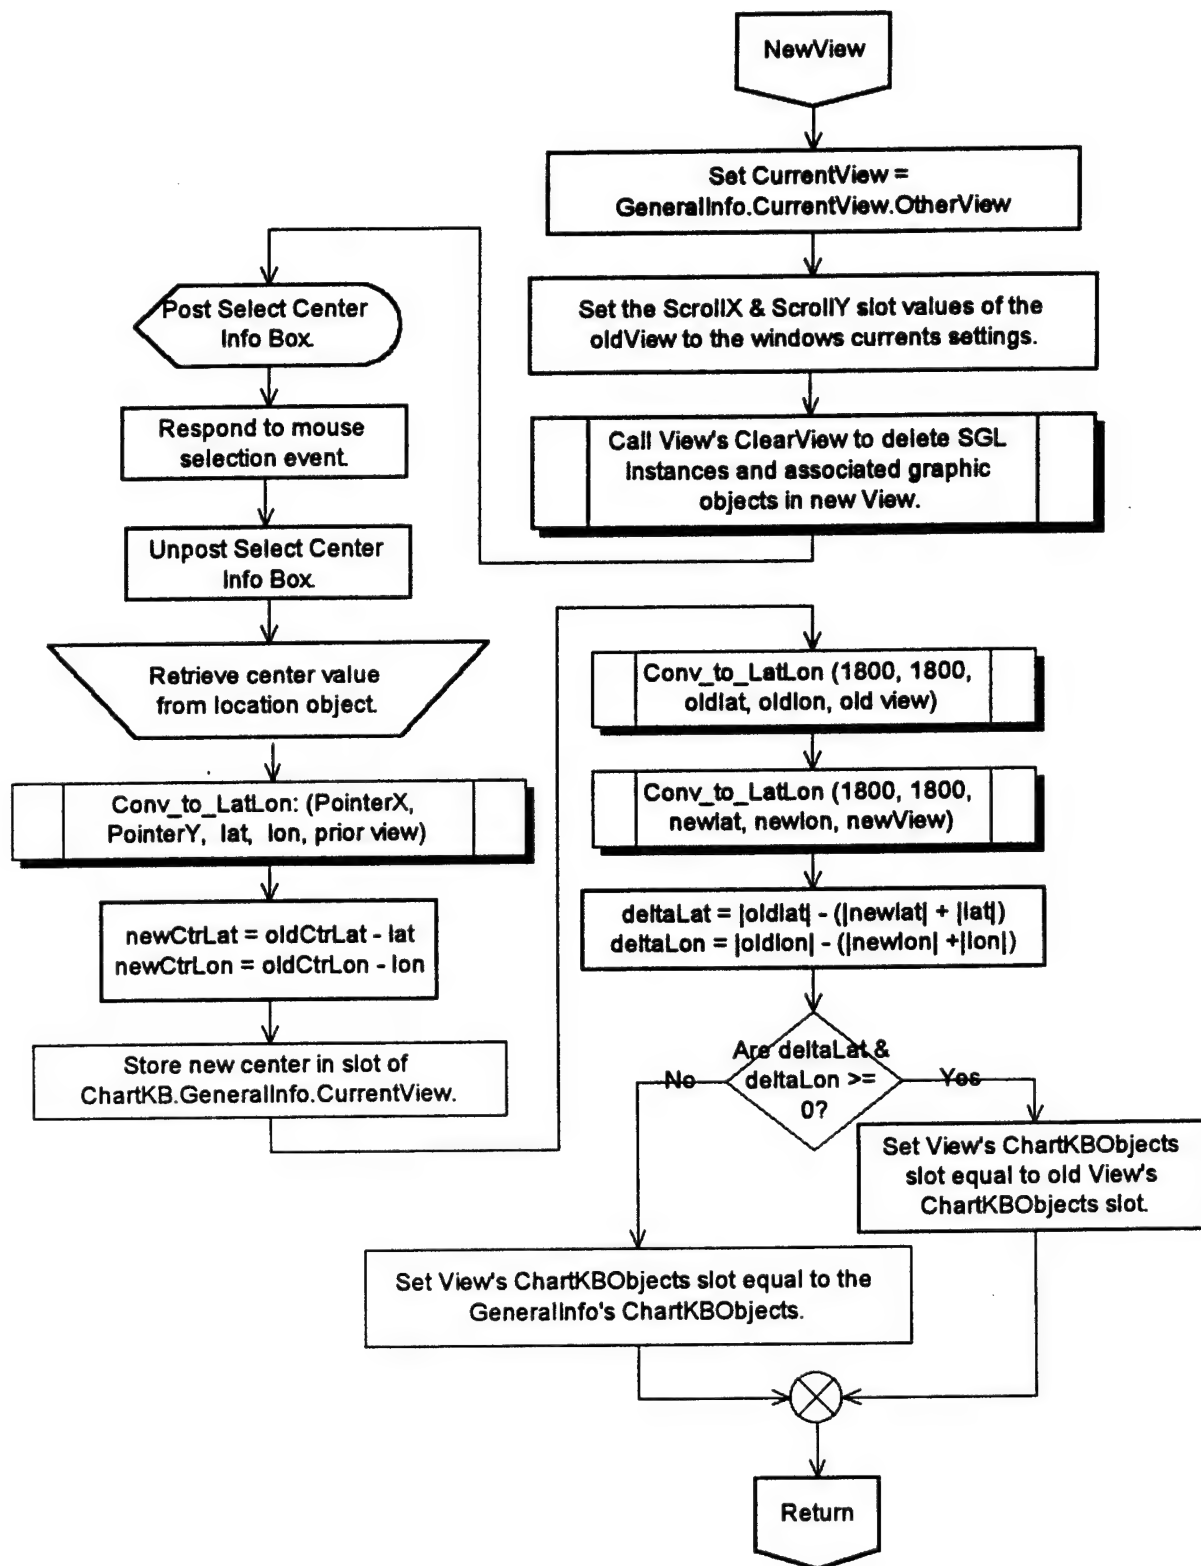 NewView
Set CurrentView =
GeneralInfo.CurrentView.OtherView
Set the ScrollX & ScrollY slot values of the
oldView to the windows currents settings.
Call View's ClearView to delete SGL
Instances and associated graphic
objects in new View.
Post Select Center
Info Box.
Respond to mouse
selection event.
Unpost Select Center
Info Box.
Retrieve center value
from location object.
Conv_to_LatLon: (PointerX,
PointerY, lat, lon, prior view)
newCtrLat = oldCtrLat - lat
newCtrLon = oldCtrLon - lon
Store new center in slot of
ChartKB.GeneralInfo.CurrentView.
Conv_to_LatLon (1800, 1800,
oldlat, oldlon, old view)
Conv_to_LatLon (1800, 1800,
newlat, newlon, newView)
deltaLat = |oldlat| - (|newlat| + |lat|)
deltaLon = |oldlon| - (|newlon| +|lon|)
Are deltaLat &
deltaLon >=
0?
No
Yes
Set View's ChartKBObjects
slot equal to old View's
ChartKBObjects slot.
Set View's ChartKBObjects slot equal to the
GeneralInfo's ChartKBObjects.
Return